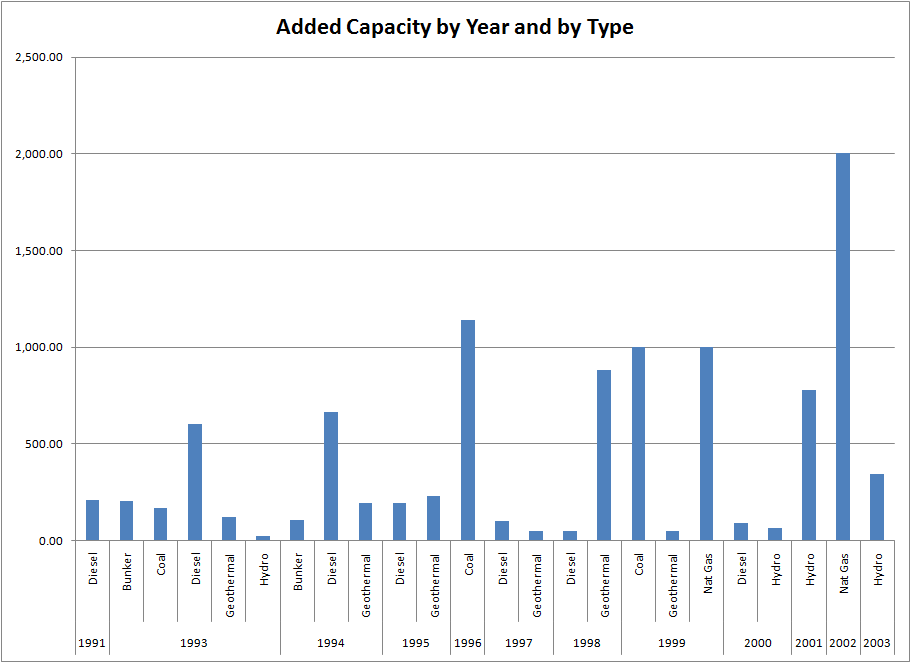 Added Capacity by Year and by Type
2,500.00
2,000.00
1,500.00
1,000.00
500.00
0.00
Diesel
Bunker
Coal
Diesel
Geothermal
Hydro
Bunker
Diesel
Geothermal
Diesel
Geothermal
Coal
Diesel
Geothermal
Diesel
Geothermal
Coal
Geothermal
Nat Gas
Diesel
Hydro
Hydro
Nat Gas
Hydro
1991 1993 1994 1995 1996 1997 1998 1999 2000 2001 2002 2003